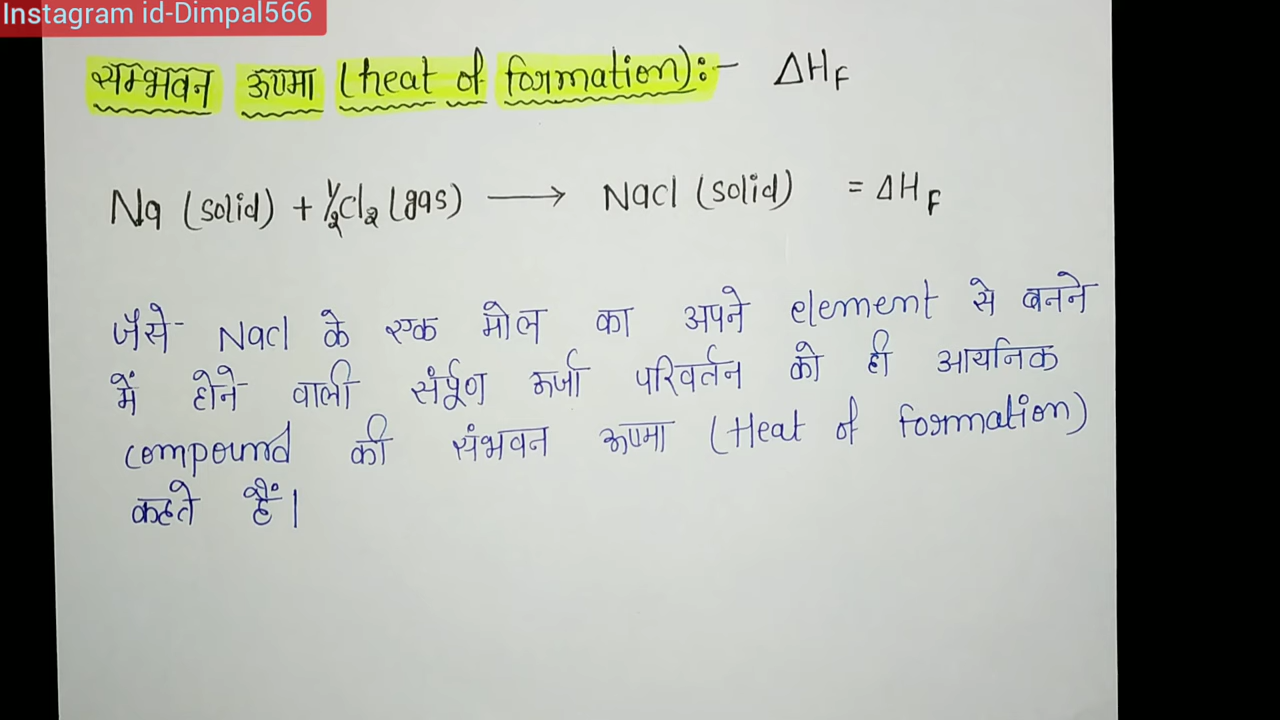 Instagram id-Dimpal566
सम्भवन ऊष्मा (heat of formation):- ΔHF
Na (solid) + 1/2Cl2 (gas) ⟶ Nacl (solid) = ΔHF
जैसे- Nacl के एक मोल का अपने element से बनने
में होने वाली संर्पूण ऊर्जा परिवर्तन को ही आयनिक
compound की संभवन ऊष्मा (Heat of formation)
कहते हैं।